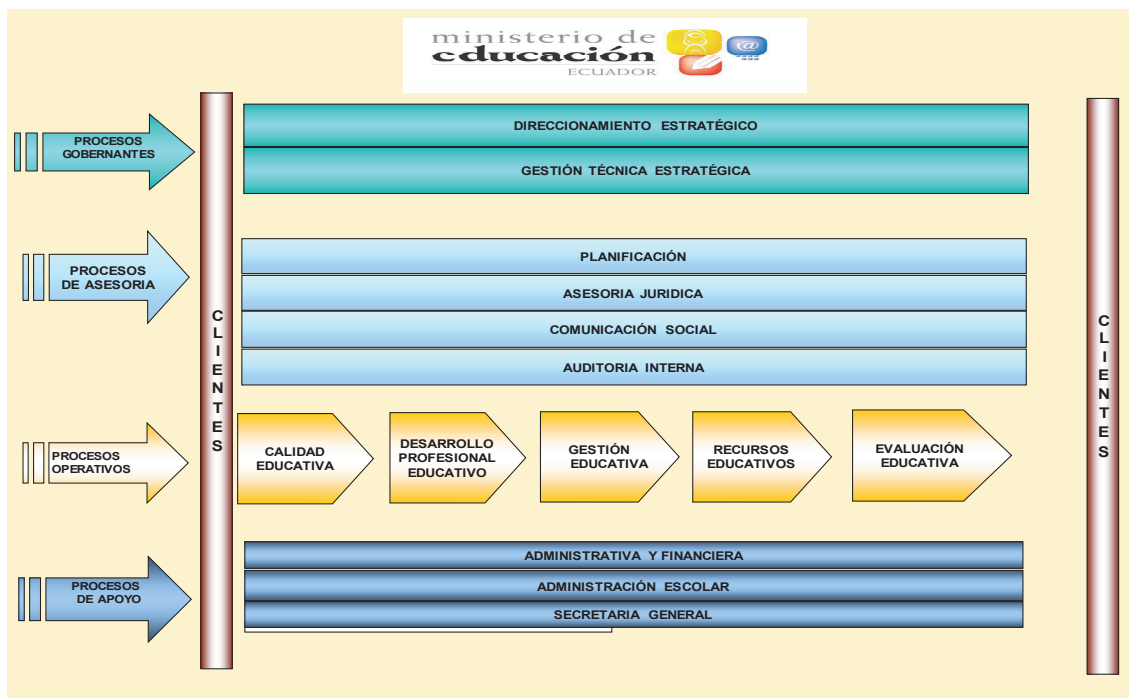 ministerio de
educación
ECUADOR
PROCESOS
GOBERNANTES
DIRECCIONAMIENTO ESTRATÉGICO
GESTIÓN TÉCNICA ESTRATÉGICA
PROCESOS
DE ASESORIA
PLANIFICACIÓN
ASESORIA JURIDICA
COMUNICACIÓN SOCIAL
AUDITORIA INTERNA
CLIENTES
CLIENTES
PROCESOS
OPERATIVOS
CALIDAD
EDUCATIVA
DESARROLLO
PROFESIONAL
EDUCATIVO
GESTIÓN
EDUCATIVA
RECURSOS
EDUCATIVOS
EVALUACIÓN
EDUCATIVA
PROCESOS
DE APOYO
ADMINISTRATIVA Y FINANCIERA
ADMINISTRACIÓN ESCOLAR
SECRETARIA GENERAL